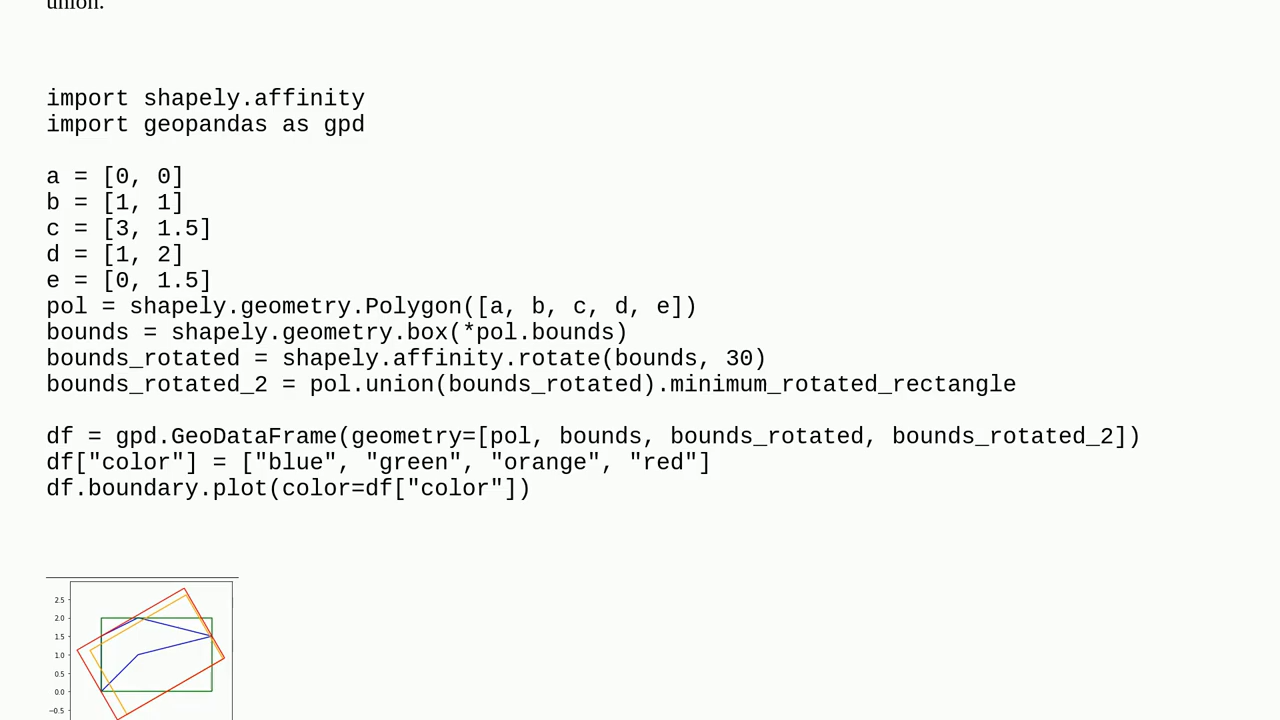 union.
import shapely.affinity
import geopandas as gpd
a = [0, 0]
b = [1, 1]
c = [3, 1.5]
d = [1, 2]
e = [0, 1.5]
pol = shapely.geometry.Polygon([a, b, c, d, e])
bounds = shapely.geometry.box(*pol.bounds)
bounds_rotated = shapely.affinity.rotate(bounds, 30)
bounds_rotated_2 = pol.union(bounds_rotated).minimum_rotated_rectangle
df = gpd.GeoDataFrame(geometry=[pol, bounds, bounds_rotated, bounds_rotated_2])
df["color"] = ["blue", "green", "orange", "red"]
df.boundary.plot(color=df["color"])
2.5
2.0
1.5
1.0
0.5
0.0
−0.5